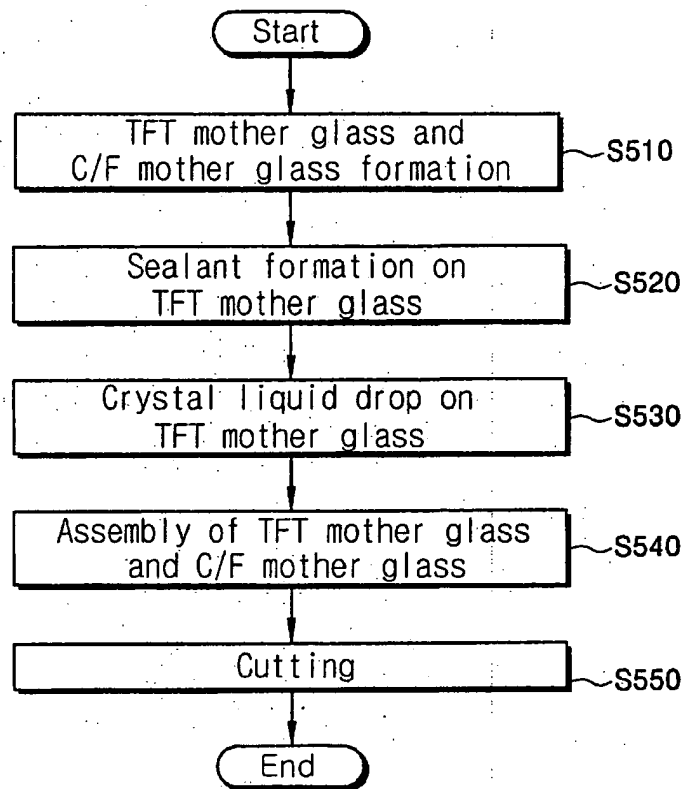 Start
TFT mother glass and
C/F mother glass formation
S510
Sealant formation on
TFT mother glass
S520
Crystal liquid drop on
TFT mother glass
S530
Assembly of TFT mother glass
and C/F mother glass
S540
Cutting
S550
End